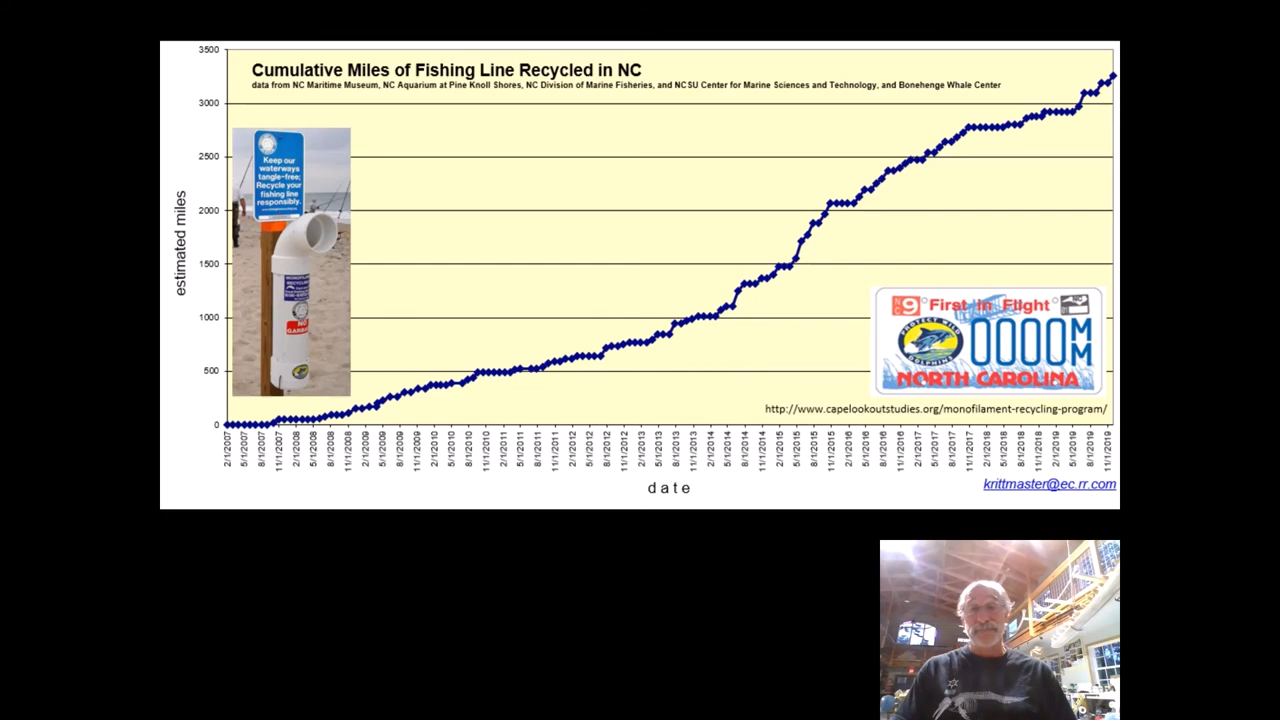 3500
3000
2500
2000
1500
1000
500
0
estimated miles
Cumulative Miles of Fishing Line Recycled in NC
data from NC Maritime Museum, NC Aquarium at Pine Knoll Shores, NC Division of Marine Fisheries, and NCSU Center for Marine Sciences and Technology, and Bonehenge Whale Center
Keep our
waterways
tangle-free;
Recycle your
fishing line
responsibly.
MONOFILAMENT
RECYCLING
NO
GARBAGE
NC 9 First in Flight
PROTECT WILD
DOLPHINS
0000MM
NORTH CAROLINA
http://www.capelookoutstudies.org/monofilament-recycling-program/
2/1/2007
5/1/2007
8/1/2007
11/1/2007
2/1/2008
5/1/2008
8/1/2008
11/1/2008
2/1/2009
5/1/2009
8/1/2009
11/1/2009
2/1/2010
5/1/2010
8/1/2010
11/1/2010
2/1/2011
5/1/2011
8/1/2011
11/1/2011
2/1/2012
5/1/2012
8/1/2012
11/1/2012
2/1/2013
5/1/2013
8/1/2013
11/1/2013
2/1/2014
5/1/2014
8/1/2014
11/1/2014
2/1/2015
5/1/2015
8/1/2015
11/1/2015
2/1/2016
5/1/2016
8/1/2016
11/1/2016
2/1/2017
5/1/2017
8/1/2017
11/1/2017
2/1/2018
5/1/2018
8/1/2018
11/1/2018
2/1/2019
5/1/2019
8/1/2019
11/1/2019
date
krittmaster@ec.rr.com